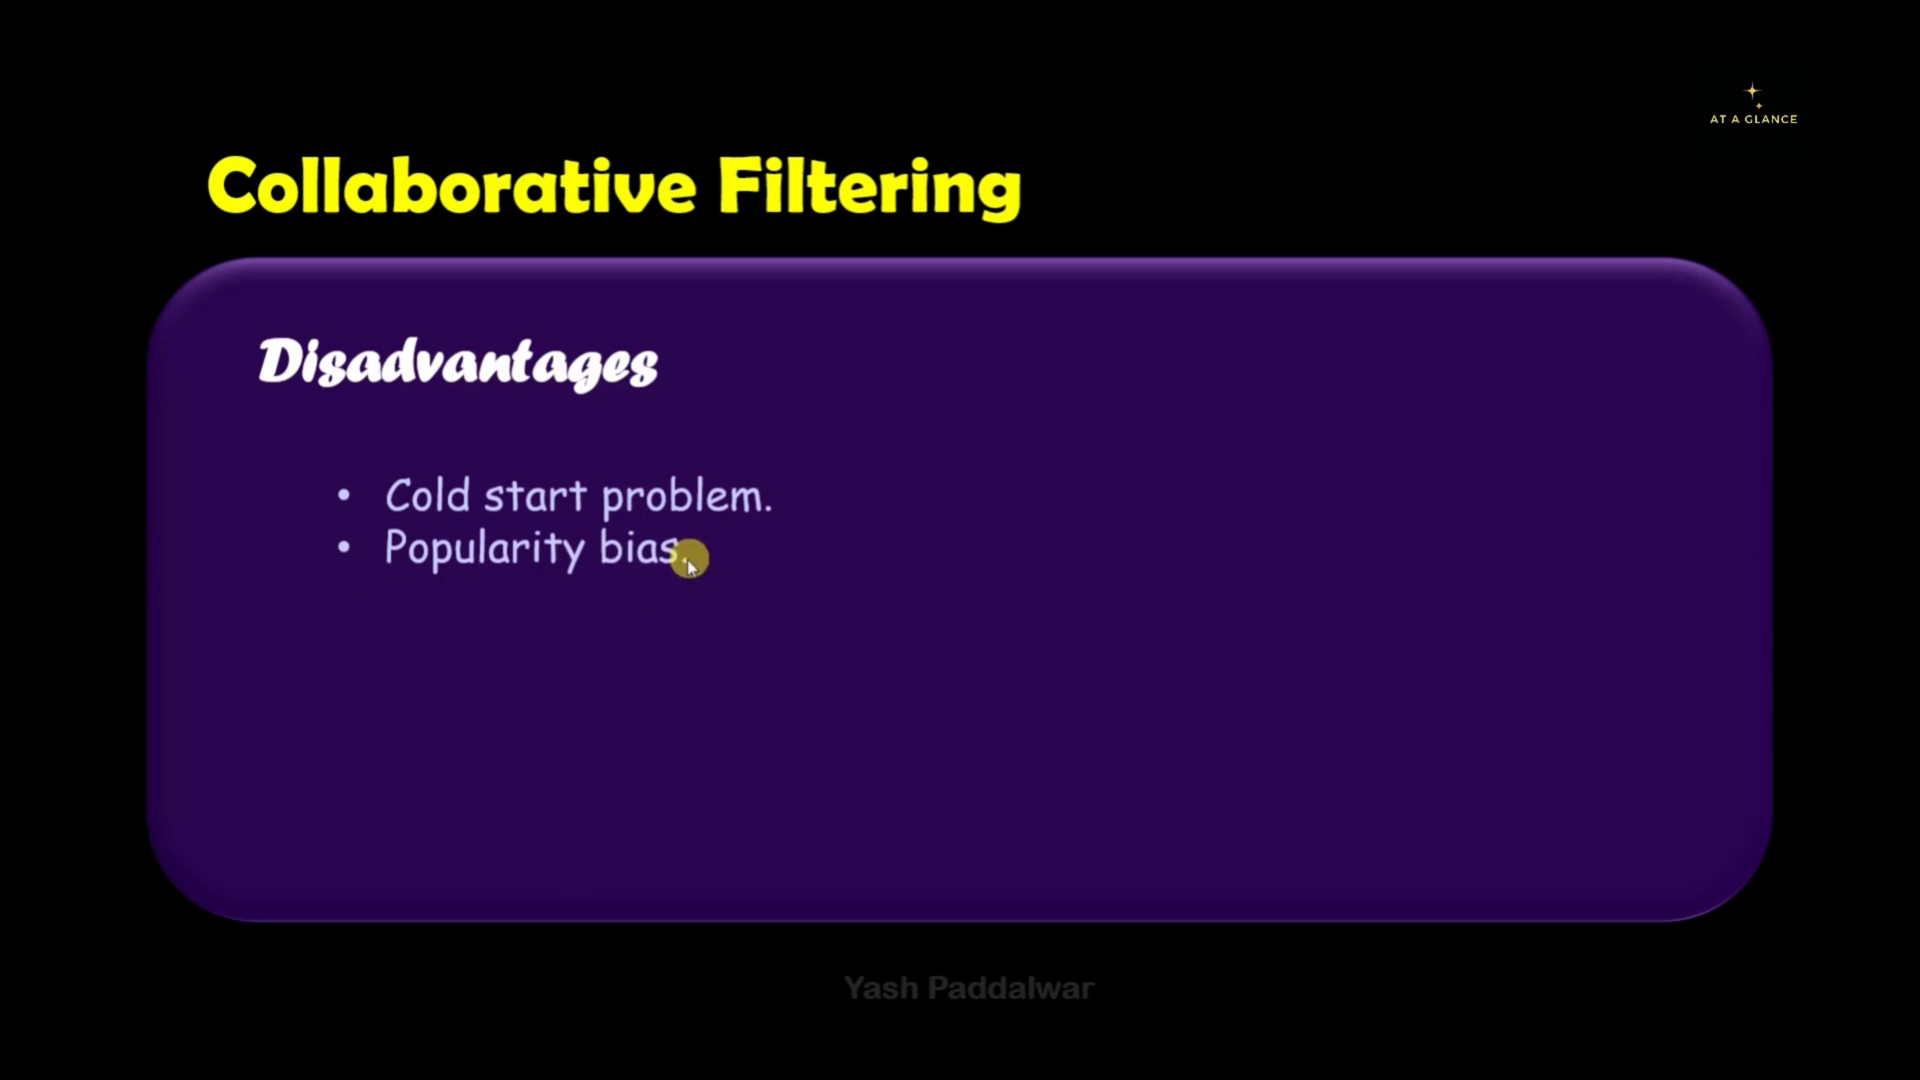 AT A GLANCE
Collaborative Filtering
Disadvantages
• Cold start problem.
• Popularity bias.
Yash Paddalwar